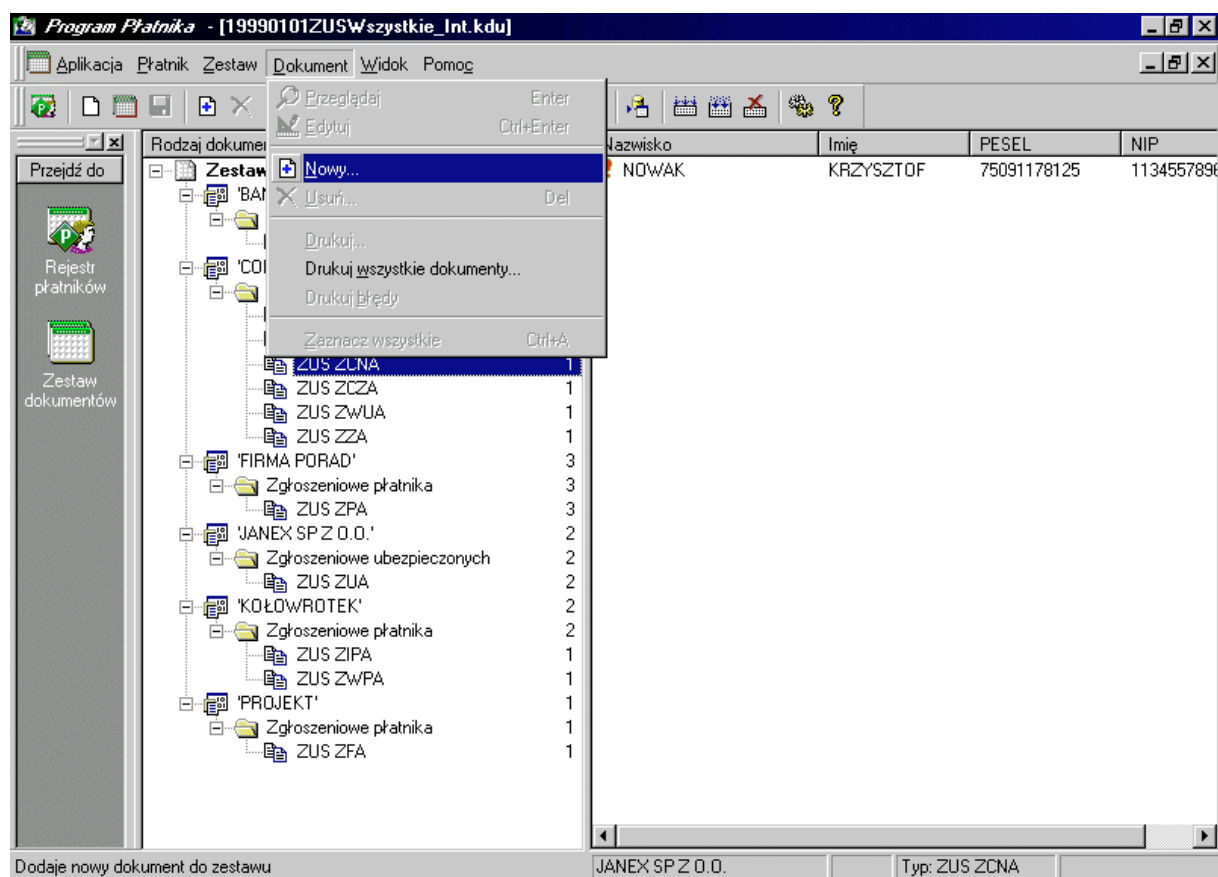 Program Płatnika - [19990101ZUSWszystkie_Int.kdu]
Aplikacja Płatnik Zestaw Dokument Widok Pomoc
Przeglądaj Enter
Edytuj Ctrl+Enter
Nowy...
Usuń... Del
Drukuj...
Drukuj wszystkie dokumenty...
Drukuj błędy
Zaznacz wszystkie Ctrl+A
Przejdź do
Rejestr
płatników
Zestaw
dokumentów
Rodzaj
Zestaw
ZUS ZCNA 1
ZUS ZCZA 1
ZUS ZWUA 1
ZUS ZZA 1
'FIRMA PORAD' 3
Zgłoszeniowe płatnika 3
ZUS ZPA 3
'JANEX SP Z O.O.' 2
Zgłoszeniowe ubezpieczonych 2
ZUS ZUA 2
'KOŁOWROTEK' 2
Zgłoszeniowe płatnika 2
ZUS ZIPA 1
ZUS ZWPA 1
'PROJEKT' 1
Zgłoszeniowe płatnika 1
ZUS ZFA 1
Nazwisko Imię PESEL NIP
NOWAK KRZYSZTOF 75091178125
Dodaje nowy dokument do zestawu JANEX SP Z O.O. Typ: ZUS ZCNA